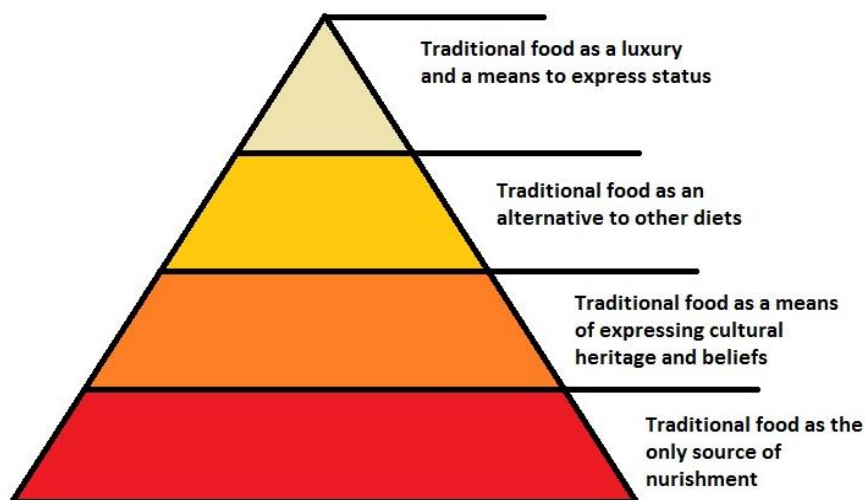 Traditional food as a luxury
and a means to express status
Traditional food as an
alternative to other diets
Traditional food as a means
of expressing cultural
heritage and beliefs
Traditional food as the
only source of
nurishment